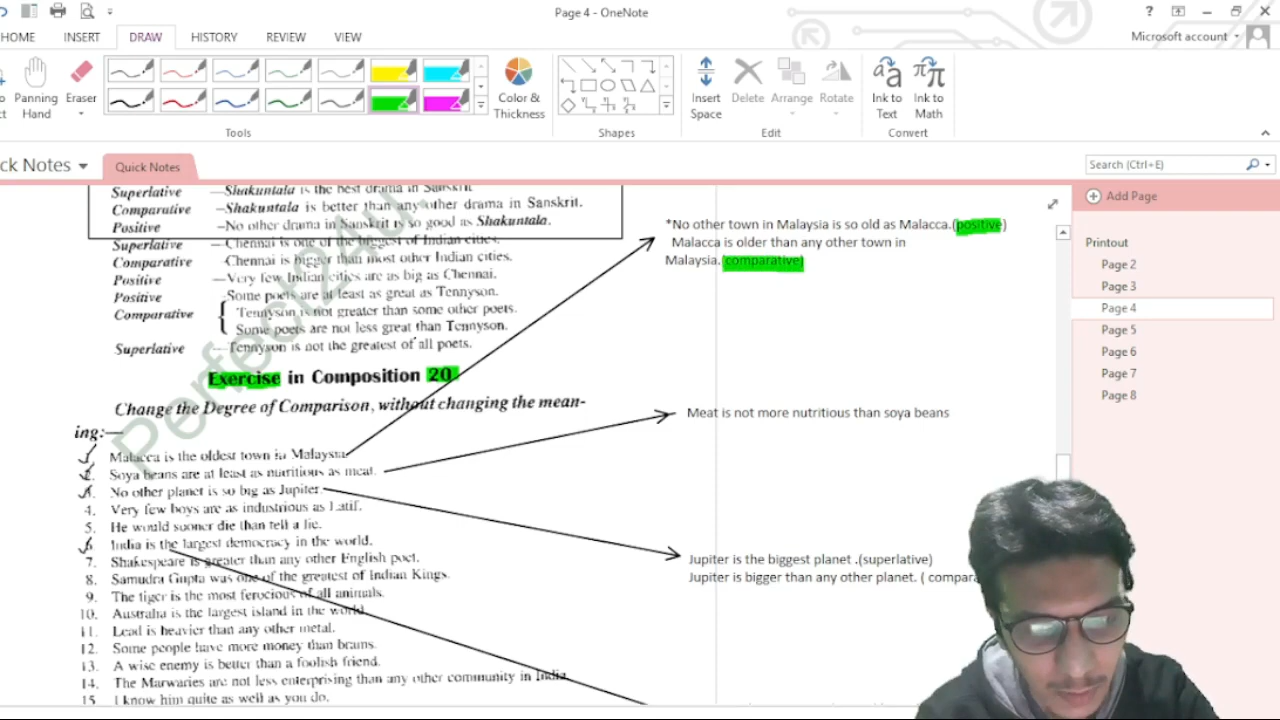 Page 4 - OneNote
?
HOME
INSERT
DRAW
HISTORY
REVIEW
VIEW
Microsoft account
Panning
Hand
Eraser
Color &
Thickness
Insert
Space
Delete
Arrange
Rotate
Ink to
Text
Ink to
Math
Tools
Shapes
Edit
Convert
ck Notes
Quick Notes
Search (Ctrl+E)
Add Page
Printout
Page 2
Page 3
Page 4
Page 5
Page 6
Page 7
Page 8
Superlative —Shakuntala is the best drama in Sanskrit.
Comparative —Shakuntala is better than any other drama in Sanskrit.
Positive —No other drama in Sanskrit is so good as Shakuntala.
Superlative —Chennai is one of the biggest of Indian cities.
Comparative —Chennai is bigger than most other Indian cities.
Positive —Very few Indian cities are as big as Chennai.
Positive Some poets are at least as great as Tennyson.
Comparative { Tennyson is not greater than some other poets.
Some poets are not less great than Tennyson.
Superlative —Tennyson is not the greatest of all poets.
Exercise in Composition 20
Change the Degree of Comparison, without changing the mean-
ing:—
1. Malacca is the oldest town in Malaysia.
2. Soya beans are at least as nutritious as meat.
No other planet is so big as Jupiter.
4. Very few boys are as industrious as Latif.
5. He would sooner die than tell a lie.
6. India is the largest democracy in the world.
7. Shakespeare is greater than any other English poet.
8. Samudra Gupta was one of the greatest of Indian Kings.
9. The tiger is the most ferocious of all animals.
10. Australia is the largest island in the world.
11. Lead is heavier than any other metal.
12. Some people have more money than brains.
13. A wise enemy is better than a foolish friend.
14. The Marwaries are not less enterprising than any other community in India.
15 I know him quite as well as you do.
*No other town in Malaysia is so old as Malacca.(positive)
Malacca is older than any other town in
Malaysia.(comparative)
Meat is not more nutritious than soya beans
Jupiter is the biggest planet .(superlative)
Jupiter is bigger than any other planet. ( compara